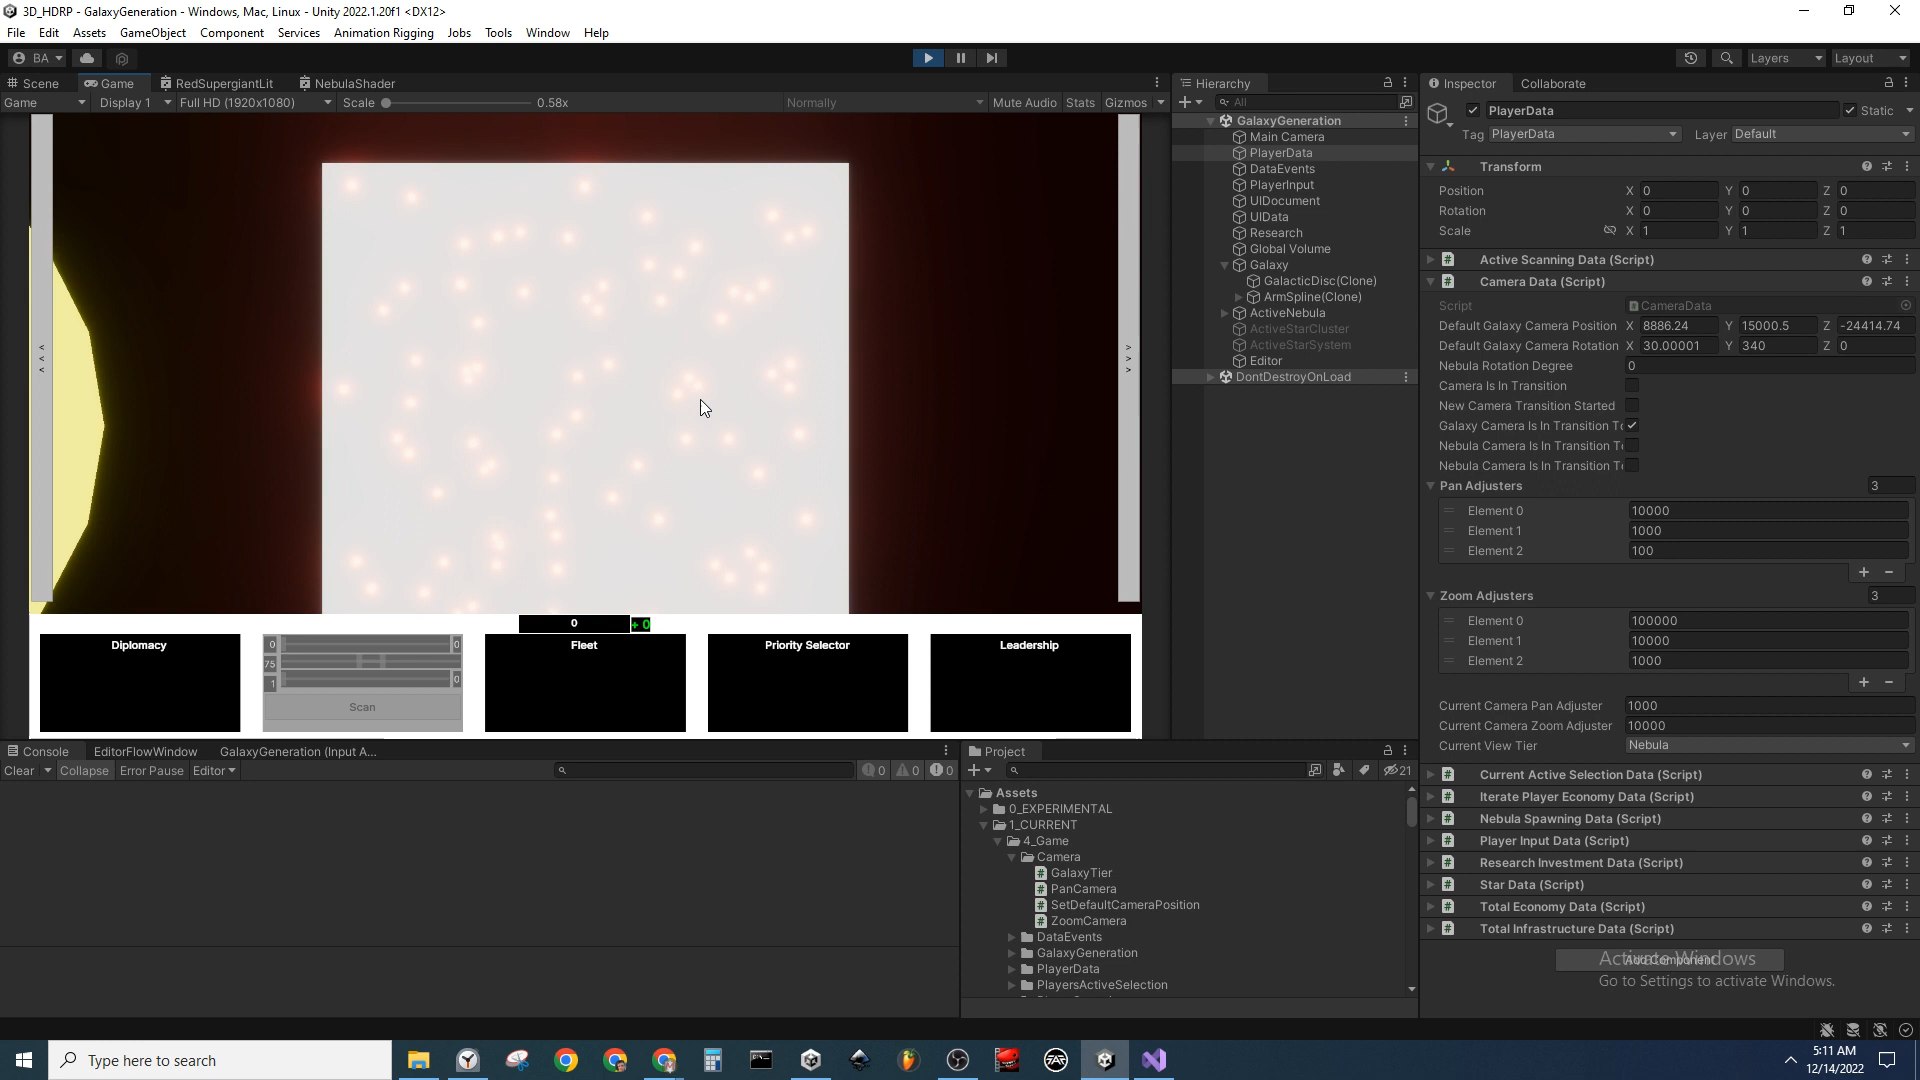 3D_HDRP - GalaxyGeneration - Windows, Mac, Linux - Unity 2022.1.20f1 <DX12>
File Edit Assets GameObject Component Services Animation Rigging Jobs Tools Window Help
BA Layers Layout
Scene Game RedSupergiantLit NebulaShader
Game Display 1 Full HD (1920x1080) Scale 0.58x Normally Mute Audio Stats Gizmos
<
<
<
>
>
>
0 + 0
Diplomacy
0 0
75
1 0
Scan
Fleet
Priority Selector
Leadership
Hierarchy
All
GalaxyGeneration
Main Camera
PlayerData
DataEvents
PlayerInput
UIDocument
UIData
Research
Global Volume
Galaxy
GalacticDisc(Clone)
ArmSpline(Clone)
ActiveNebula
ActiveStarCluster
ActiveStarSystem
Editor
DontDestroyOnLoad
Inspector Collaborate
PlayerData Static
Tag PlayerData Layer Default
Transform
Position X 0 Y 0 Z 0
Rotation X 0 Y 0 Z 0
Scale X 1 Y 1 Z 1
Active Scanning Data (Script)
Camera Data (Script)
Script CameraData
Default Galaxy Camera Position X 8886.24 Y 15000.5 Z -24414.74
Default Galaxy Camera Rotation X 30.00001 Y 340 Z 0
Nebula Rotation Degree 0
Camera Is In Transition
New Camera Transition Started
Galaxy Camera Is In Transition T
Nebula Camera Is In Transition T
Nebula Camera Is In Transition T
Pan Adjusters 3
Element 0 10000
Element 1 1000
Element 2 100
Zoom Adjusters 3
Element 0 100000
Element 1 10000
Element 2 1000
Current Camera Pan Adjuster 1000
Current Camera Zoom Adjuster 10000
Current View Tier Nebula
Current Active Selection Data (Script)
Iterate Player Economy Data (Script)
Nebula Spawning Data (Script)
Player Input Data (Script)
Research Investment Data (Script)
Star Data (Script)
Total Economy Data (Script)
Total Infrastructure Data (Script)
Add Component
Activate Windows
Go to Settings to activate Windows.
Console EditorFlowWindow GalaxyGeneration (Input A...
Clear Collapse Error Pause Editor 0 0 0
Project
21
Assets
0_EXPERIMENTAL
1_CURRENT
4_Game
Camera
GalaxyTier
PanCamera
SetDefaultCameraPosition
ZoomCamera
DataEvents
GalaxyGeneration
PlayerData
PlayersActiveSelection
Type here to search
5:11 AM
12/14/2022